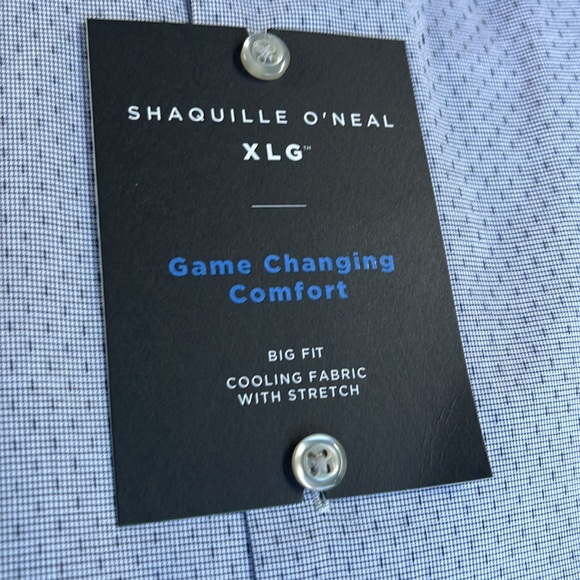 SHAQUILLE O'NEAL
XLG™
Game Changing
Comfort
BIG FIT
COOLING FABRIC
WITH STRETCH